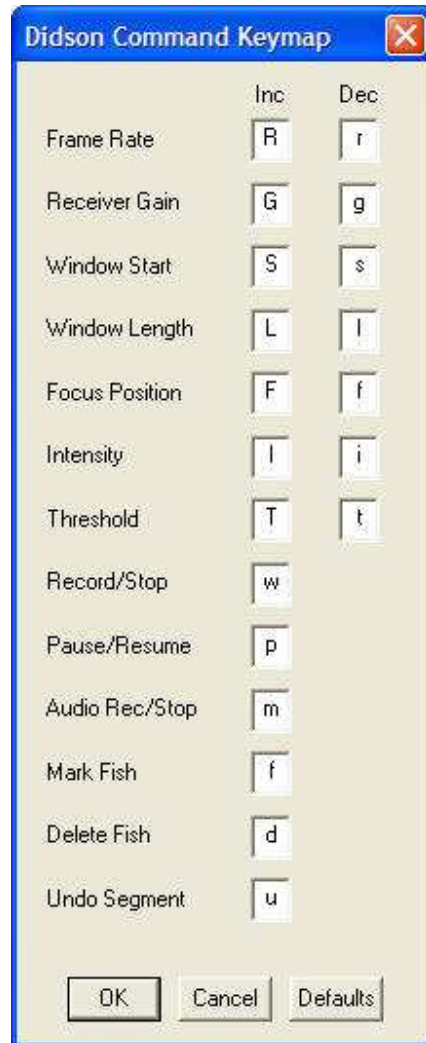 Didson Command Keymap
Inc Dec
Frame Rate R r
Receiver Gain G g
Window Start S s
Window Length L l
Focus Position F f
Intensity I i
Threshold T t
Record/Stop w
Pause/Resume p
Audio Rec/Stop m
Mark Fish f
Delete Fish d
Undo Segment u
OK Cancel Defaults